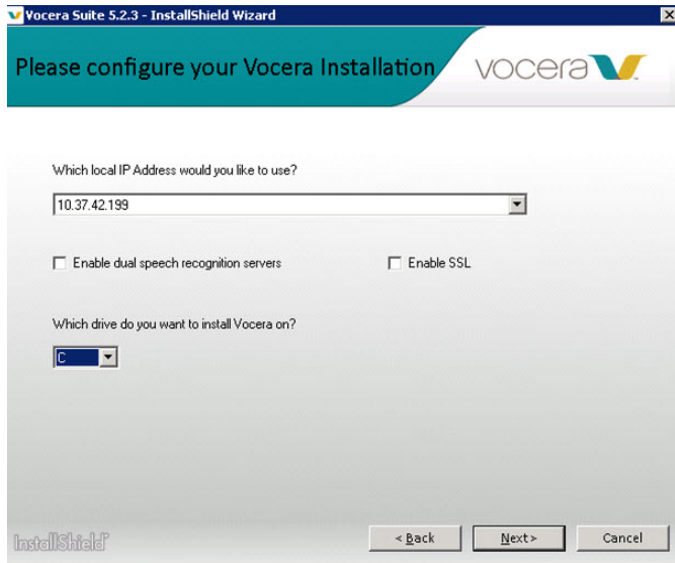 Vocera Suite 5.2.3 - InstallShield Wizard
Please configure your Vocera Installation
vocera
Which local IP Address would you like to use?
10.37.42.199
Enable dual speech recognition servers
Enable SSL
Which drive do you want to install Vocera on?
C
InstallShield
< Back
Next >
Cancel